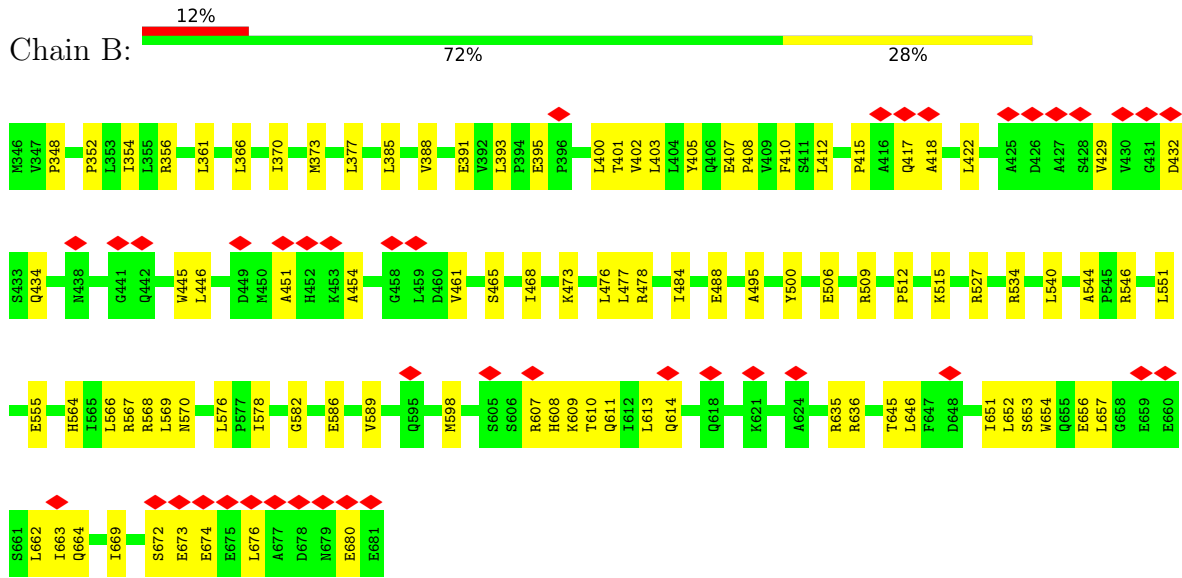 12%
Chain B:
72% 28%
M346 V347 P348 P352 L353 I354 L355 R356 L361 L366 I370 M373 L377 L385 V388 E391 V392 L393 P394 E395 P396 L400 T401 V402 L403 L404 Y405 Q406 E407 P408 V409 F410 S411 L412 P415 A416 Q417 A418 L422 A425 D426 A427 S428 V429 V430 G431 D432
S433 Q434 N438 G441 Q442 W445 L446 D449 M450 A451 H452 K453 A454 G458 L459 D460 V461 S465 I468 K473 L476 L477 R478 I484 E488 A495 Y500 E506 R509 P512 K515 R527 R534 L540 A544 P545 R546 L551
E555 H564 I565 L566 R567 R568 L569 N570 L576 P577 I578 G582 E586 V589 Q595 M598 S605 S606 R607 H608 K609 T610 Q611 I612 L613 Q614 Q618 K621 A624 R635 R636 T645 L646 F647 D648 I651 L652 S653 W654 Q655 E656 L657 G658 E659 E660
S661 L662 I663 Q664 I669 S672 E673 E674 E675 L676 A677 D678 N679 E680 E681